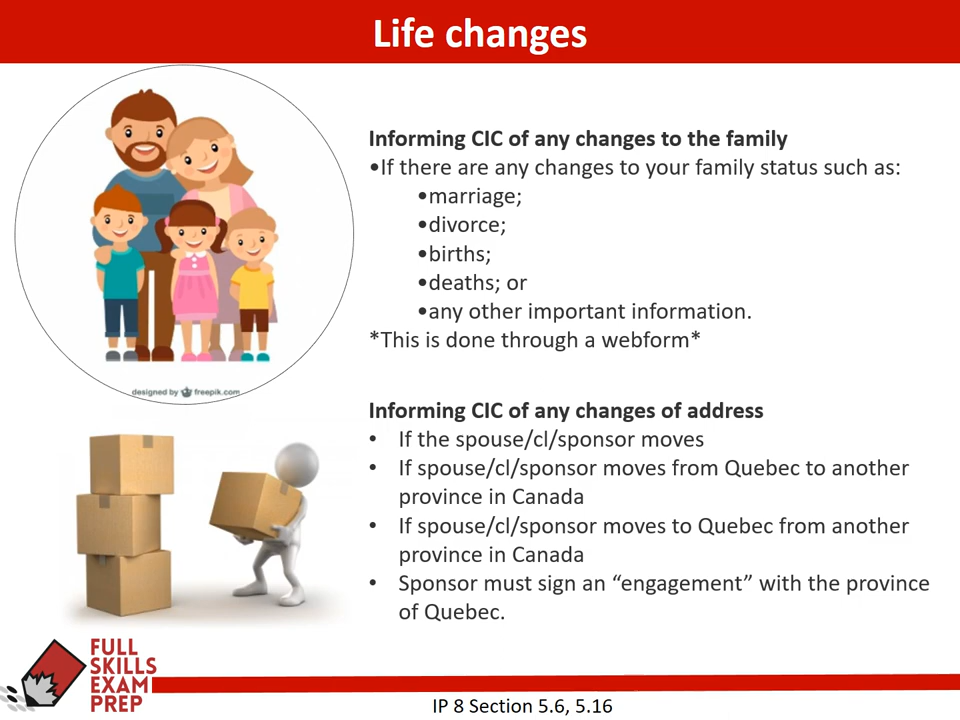 Life changes
Informing CIC of any changes to the family
•If there are any changes to your family status such as:
•marriage;
•divorce;
•births;
•deaths; or
•any other important information.
*This is done through a webform*
designed by freepik.com
Informing CIC of any changes of address
• If the spouse/cl/sponsor moves
• If spouse/cl/sponsor moves from Quebec to another
province in Canada
• If spouse/cl/sponsor moves to Quebec from another
province in Canada
• Sponsor must sign an “engagement” with the province
of Quebec.
FULL
SKILLS
EXAM
PREP
IP 8 Section 5.6, 5.16